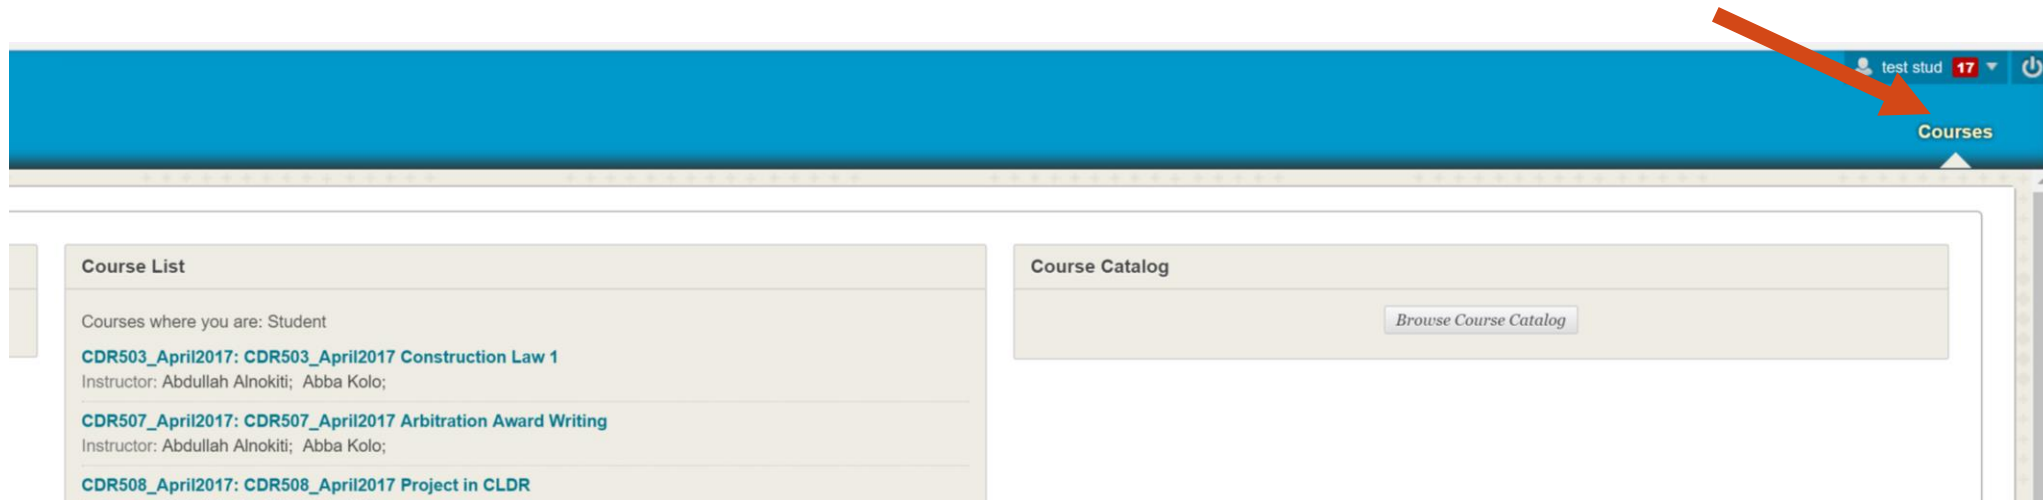 test stud 17
Courses
Course List
Courses where you are: Student
CDR503_April2017: CDR503_April2017 Construction Law 1
Instructor: Abdullah Alnokiti; Abba Kolo;
CDR507_April2017: CDR507_April2017 Arbitration Award Writing
Instructor: Abdullah Alnokiti; Abba Kolo;
CDR508_April2017: CDR508_April2017 Project in CLDR
Course Catalog
Browse Course Catalog